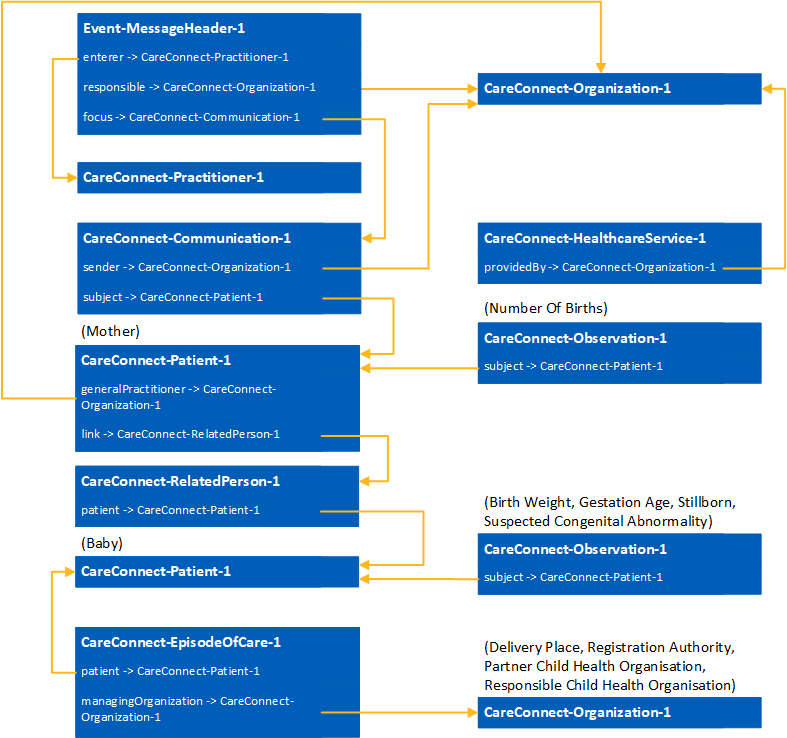 Event-MessageHeader-1
enterer -> CareConnect-Practitioner-1
responsible -> CareConnect-Organization-1
focus -> CareConnect-Communication-1
CareConnect-Organization-1
CareConnect-Practitioner-1
CareConnect-Communication-1
sender -> CareConnect-Organization-1
subject -> CareConnect-Patient-1
CareConnect-HealthcareService-1
providedBy -> CareConnect-Organization-1
(Mother)
CareConnect-Patient-1
generalPractitioner -> CareConnect-
Organization-1
link -> CareConnect-RelatedPerson-1
(Number Of Births)
CareConnect-Observation-1
subject -> CareConnect-Patient-1
CareConnect-RelatedPerson-1
patient -> CareConnect-Patient-1
(Baby)
CareConnect-Patient-1
(Birth Weight, Gestation Age, Stillborn,
Suspected Congenital Abnormality)
CareConnect-Observation-1
subject -> CareConnect-Patient-1
CareConnect-EpisodeOfCare-1
patient -> CareConnect-Patient-1
managingOrganization -> CareConnect-
Organization-1
(Delivery Place, Registration Authority,
Partner Child Health Organisation,
Responsible Child Health Organisation)
CareConnect-Organization-1